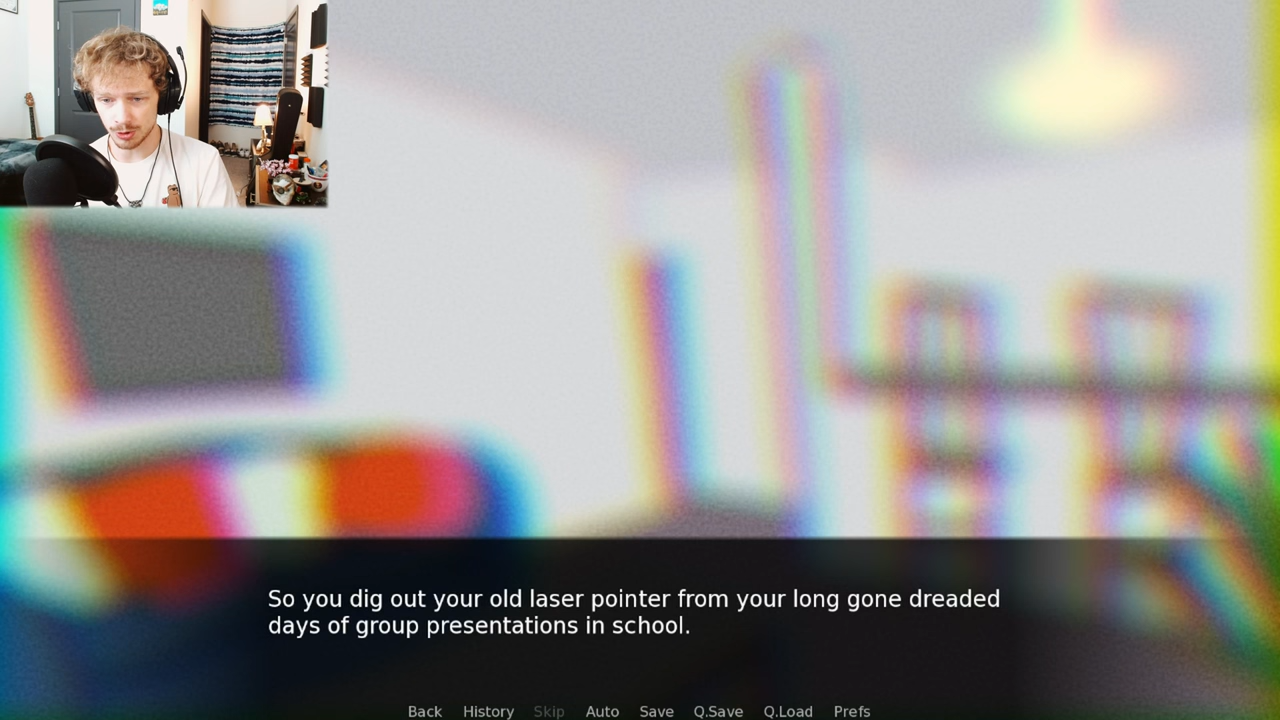 So you dig out your old laser pointer from your long gone dreaded
days of group presentations in school.
Back History Skip Auto Save Q.Save Q.Load Prefs